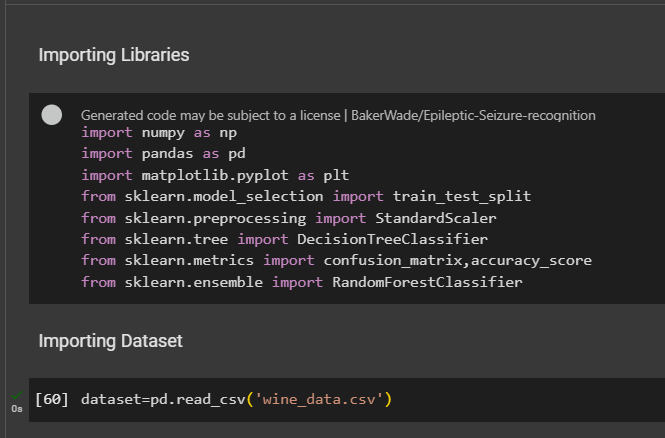 Importing Libraries
Generated code may be subject to a license | BakerWade/Epileptic-Seizure-recognition
import numpy as np
import pandas as pd
import matplotlib.pyplot as plt
from sklearn.model_selection import train_test_split
from sklearn.preprocessing import StandardScaler
from sklearn.tree import DecisionTreeClassifier
from sklearn.metrics import confusion_matrix,accuracy_score
from sklearn.ensemble import RandomForestClassifier
Importing Dataset
[60] dataset=pd.read_csv('wine_data.csv')
0s